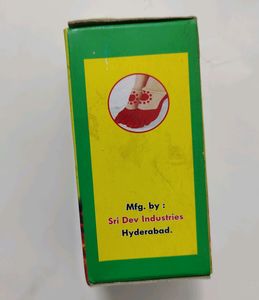 Mfg. by :
Sri Dev Industries
Hyderabad.